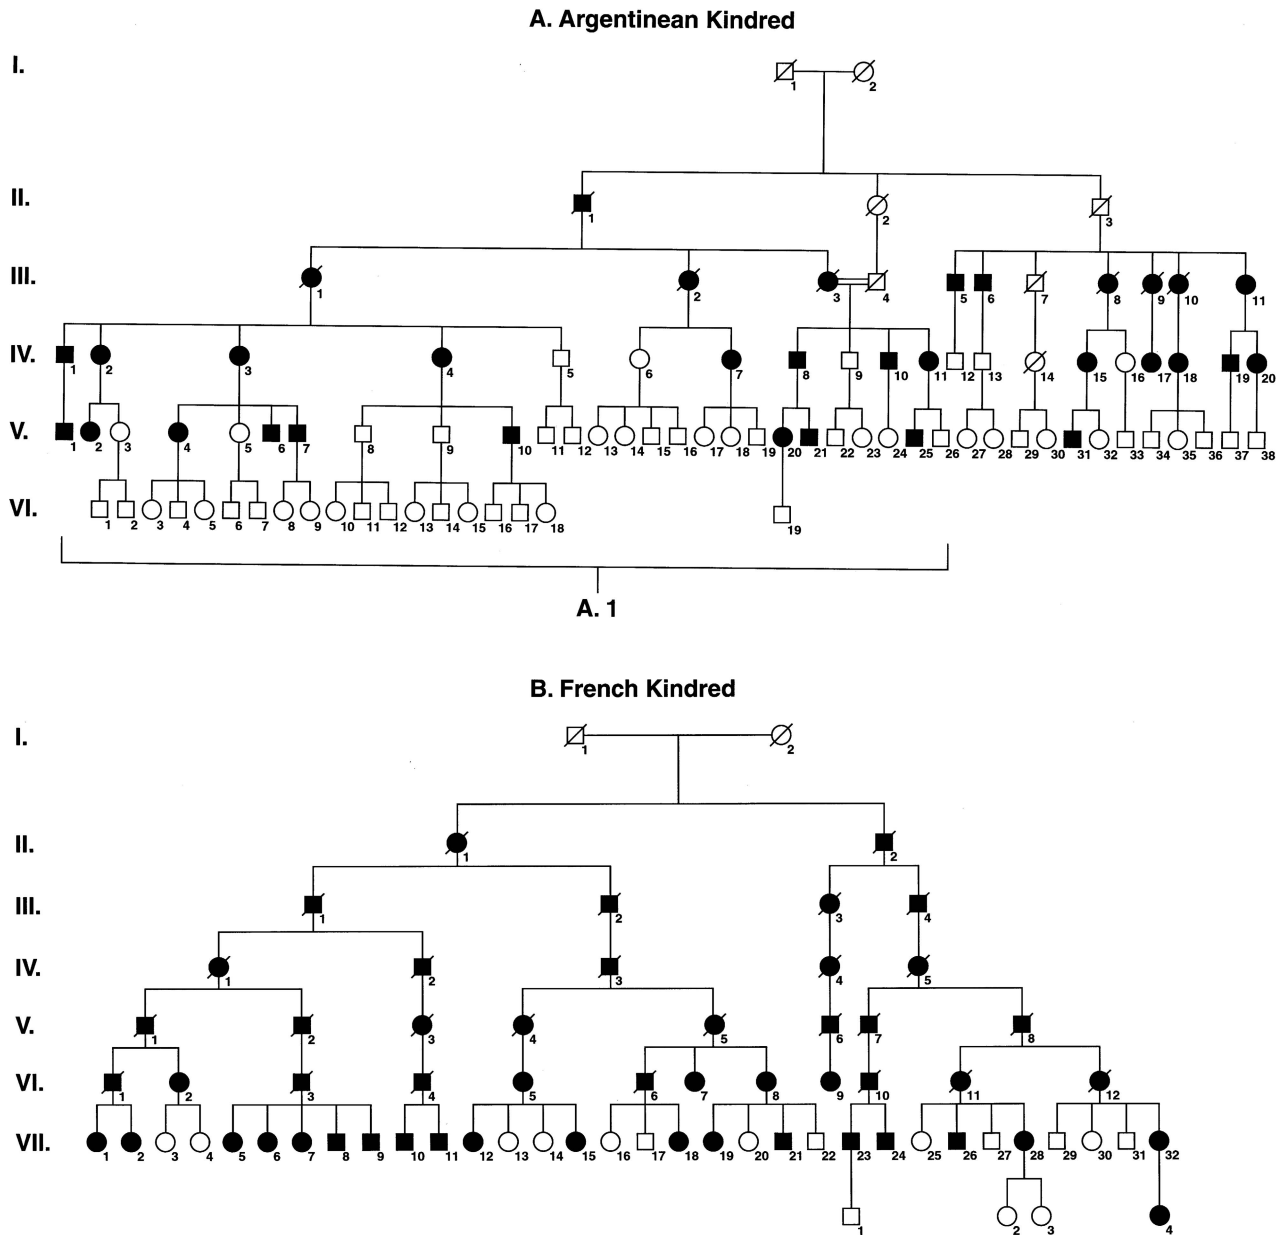 A. Argentinean Kindred
I.
1 2
II.
1 2 3
III.
1 2 3 4 5 6 7 8 9 10 11
IV.
1 2 3 4 5 6 7 8 9 10 11 12 13 14 15 16 17 18 19 20
V.
1 2 3 4 5 6 7 8 9 10 11 12 13 14 15 16 17 18 19 20 21 22 23 24 25 26 27 28 29 30 31 32 33 34 35 36 37 38
VI.
1 2 3 4 5 6 7 8 9 10 11 12 13 14 15 16 17 18 19
A. 1
B. French Kindred
I.
1 2
II.
1 2
III.
1 2 3 4
IV.
1 2 3 4 5
V.
1 2 3 4 5 6 7 8
VI.
1 2 3 4 5 6 7 8 9 10 11 12
VII.
1 2 3 4 5 6 7 8 9 10 11 12 13 14 15 16 17 18 19 20 21 22 23 24 25 26 27 28 29 30 31 32
1 2 3 4